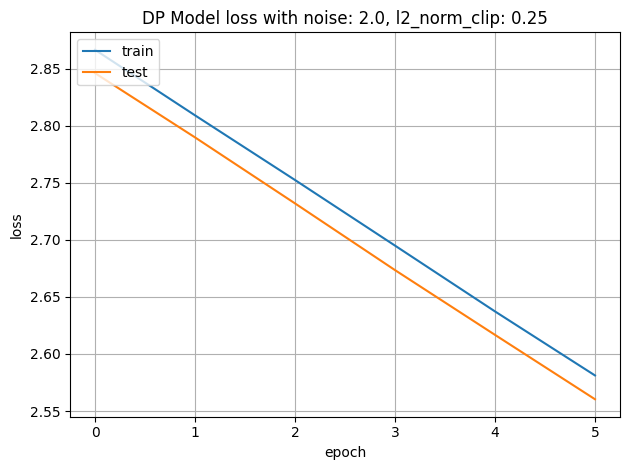 DP Model loss with noise: 2.0, l2_norm_clip: 0.25
train
test
2.85
2.80
2.75
2.70
2.65
2.60
2.55
loss
0 1 2 3 4 5
epoch